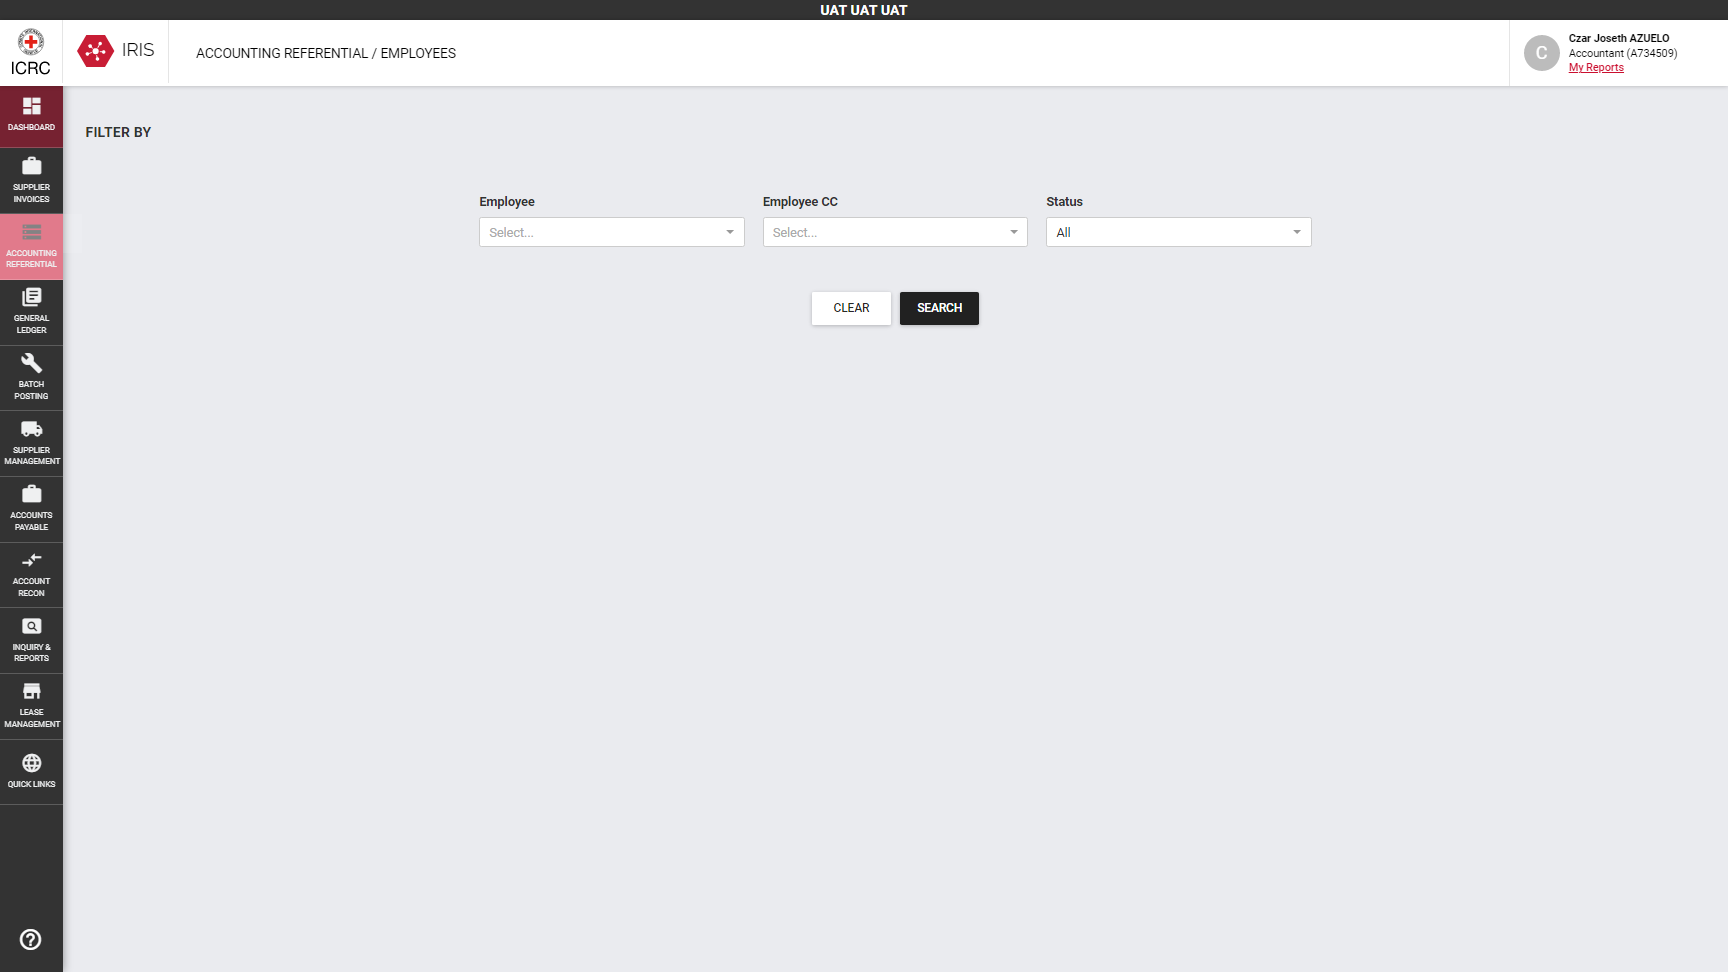 UAT UAT UAT
ICRC
IRIS
ACCOUNTING REFERENTIAL / EMPLOYEES
C
Czar Joseth AZUELO
Accountant (A734509)
My Reports
DASHBOARD
SUPPLIER
INVOICES
ACCOUNTING
REFERENTIAL
GENERAL
LEDGER
BATCH
POSTING
SUPPLIER
MANAGEMENT
ACCOUNTS
PAYABLE
ACCOUNT
RECON
INQUIRY &
REPORTS
LEASE
MANAGEMENT
QUICK LINKS
FILTER BY
Employee
Employee CC
Status
Select...
Select...
All
CLEAR
SEARCH